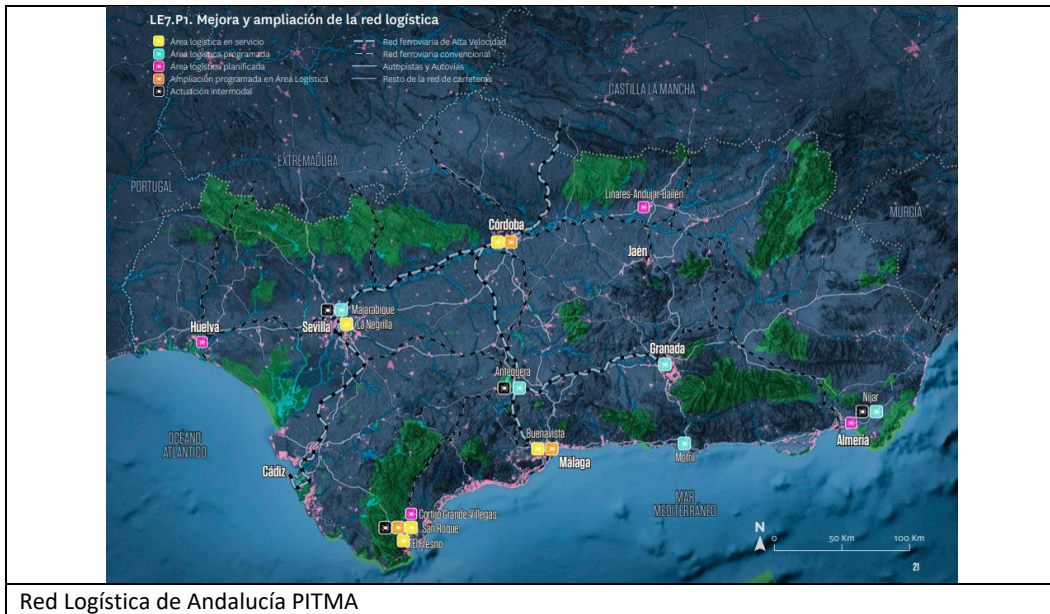 LE7.P1. Mejora y ampliación de la red logística
Área logística en servicio
Área logística programada
Área logística planificada
Ampliación programada en Área Logística
Actuación intermodal
Red ferroviaria de Alta Velocidad
Red ferroviaria convencional
Autopistas y Autovías
Resto de la red de carreteras
CASTILLA LA MANCHA
EXTREMADURA
PORTUGAL
Linares-Andujar-Bailén
MURCIA
Córdoba
Jaén
Majarabique
Sevilla
La Negrilla
Huelva
Granada
Antequera
Níjar
Almería
OCÉANO
ATLÁNTICO
Buenavista
Málaga
Motril
Cádiz
MAR
MEDITERRÁNEO
Cortijo Grande-Villegas
San Roque
El Fresno
N
0 50 Km 100 Km
21
Red Logística de Andalucía PITMA